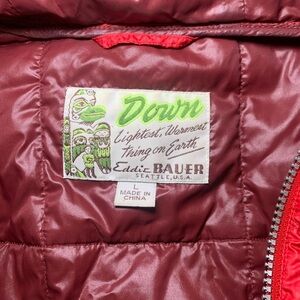 Down
Lightest, Warmest
Thing on Earth
Eddie BAUER
SEATTLE, U.S.A.
L
MADE IN
CHINA